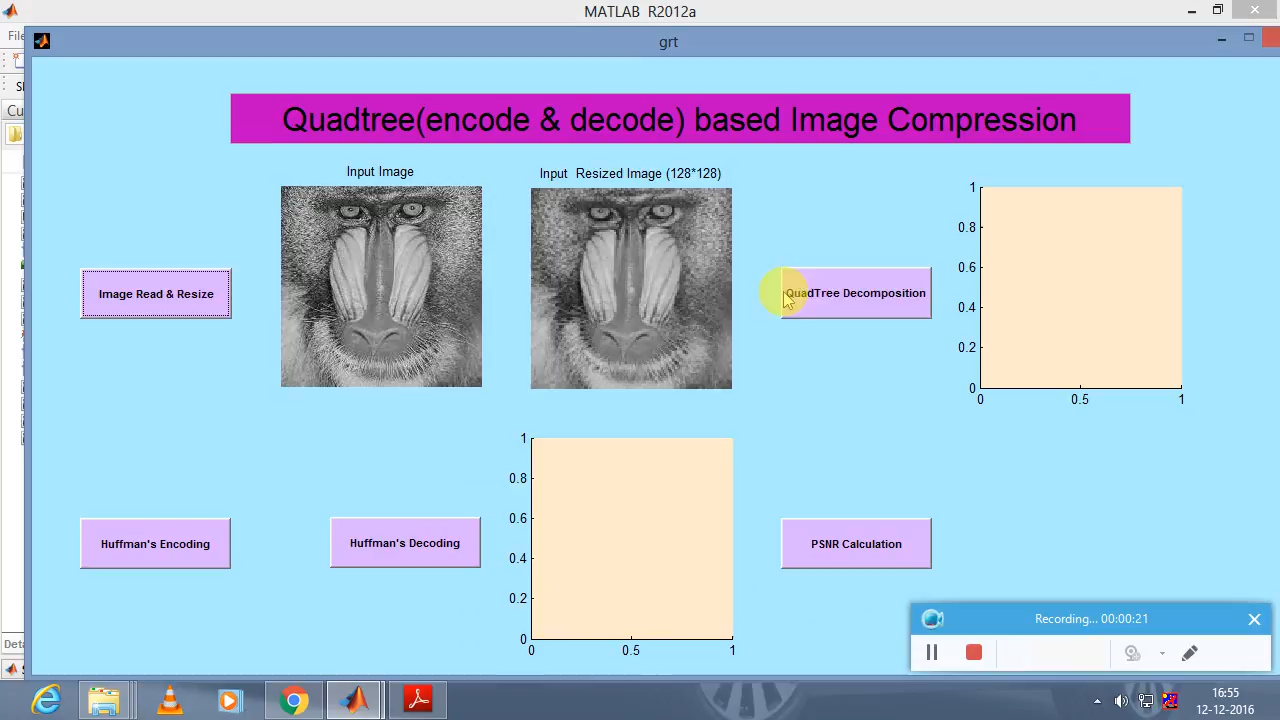 MATLAB R2012a
File
grt
Cu
Quadtree(encode & decode) based Image Compression
Input Image
Input Resized Image (128*128)
Image Read & Resize
QuadTree Decomposition
1
0.8
0.6
0.4
0.2
0
0 0.5 1
Huffman's Encoding
Huffman's Decoding
1
0.8
0.6
0.4
0.2
0
0 0.5 1
PSNR Calculation
Recording... 00:00:21
Deta
16:55
12-12-2016